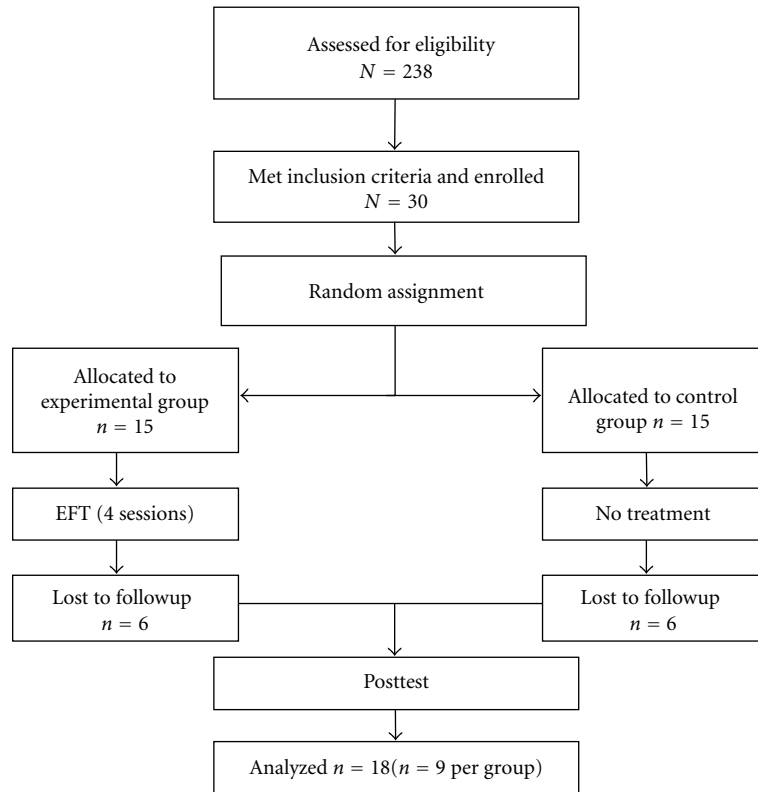 Assessed for eligibility
N = 238
Met inclusion criteria and enrolled
N = 30
Random assignment
Allocated to
experimental group
n = 15
Allocated to control
group n = 15
EFT (4 sessions)
No treatment
Lost to followup
n = 6
Lost to followup
n = 6
Posttest
Analyzed n = 18(n = 9 per group)